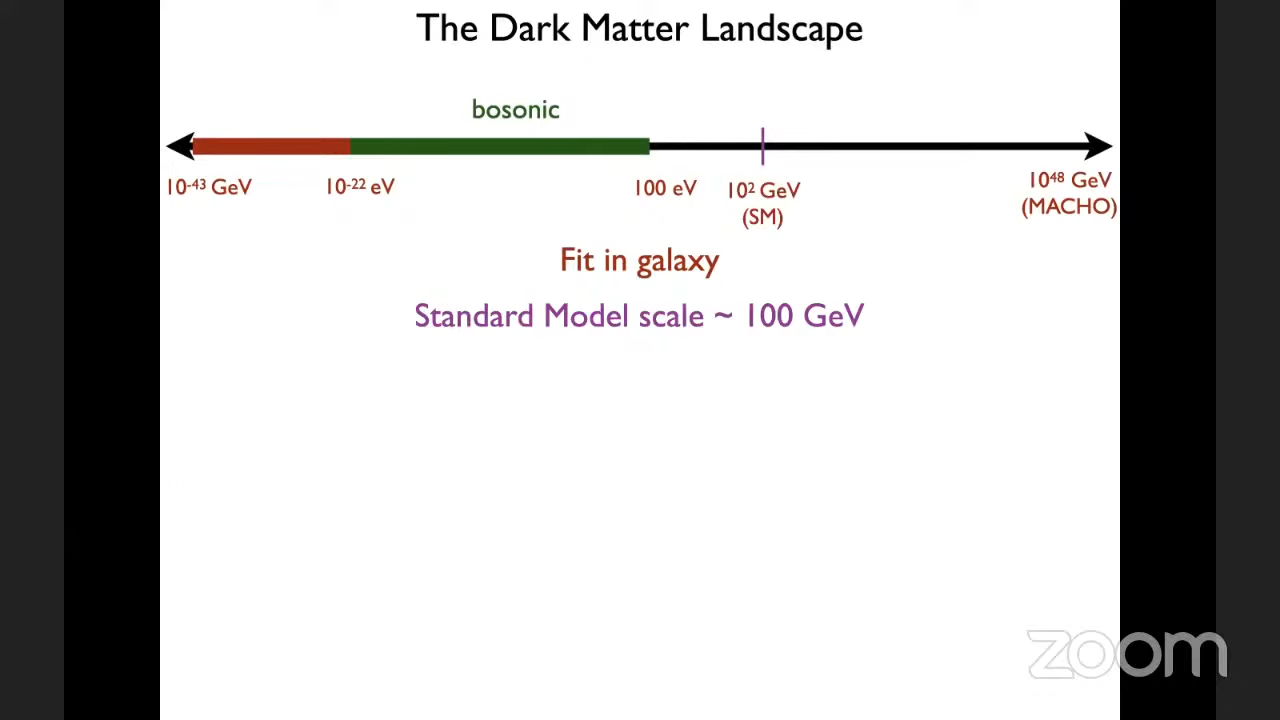 The Dark Matter Landscape
bosonic
10-43 GeV
10-22 eV
100 eV
102 GeV
(SM)
1048 GeV
(MACHO)
Fit in galaxy
Standard Model scale ~ 100 GeV
zoom